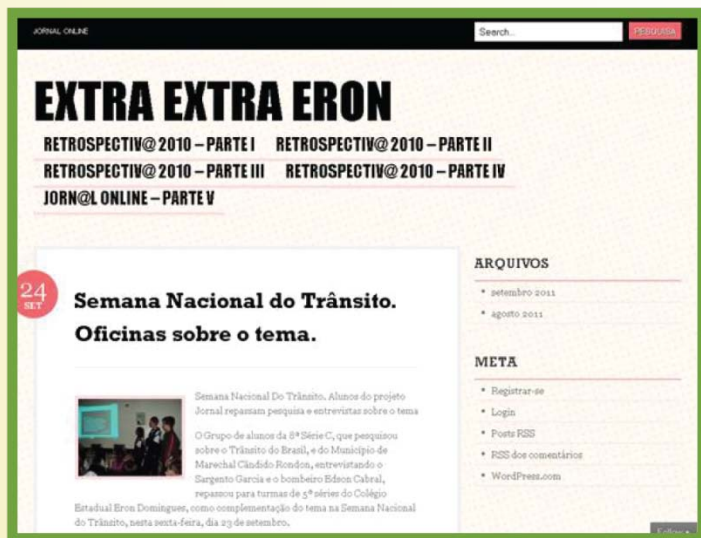 JORNAL ONLINE
Search...
PESQUISA
EXTRA EXTRA ERON
RETROSPECTIV@ 2010 – PARTE I RETROSPECTIV@ 2010 – PARTE II
RETROSPECTIV@ 2010 – PARTE III RETROSPECTIV@ 2010 – PARTE IV
JORN@L ONLINE – PARTE V
24
SET
Semana Nacional do Trânsito.
Oficinas sobre o tema.
Semana Nacional Do Trânsito. Alunos do projeto
Jornal repassam pesquisa e entrevistas sobre o tema
O Grupo de alunos da 8ª Série C, que pesquisou
sobre o Trânsito do Brasil, e do Município de
Marechal Cândido Rondon, entrevistando o
Sargento Garcia e o bombeiro Edson Cabral,
repassou para turmas de 5ª séries do Colégio
Estadual Eron Domingues, como complementação do tema na Semana Nacional
do Trânsito, nesta sexta-feira, dia 23 de setembro.
ARQUIVOS
setembro 2011
agosto 2011
META
Registrar-se
Login
Posts RSS
RSS dos comentários
WordPress.com
Follow